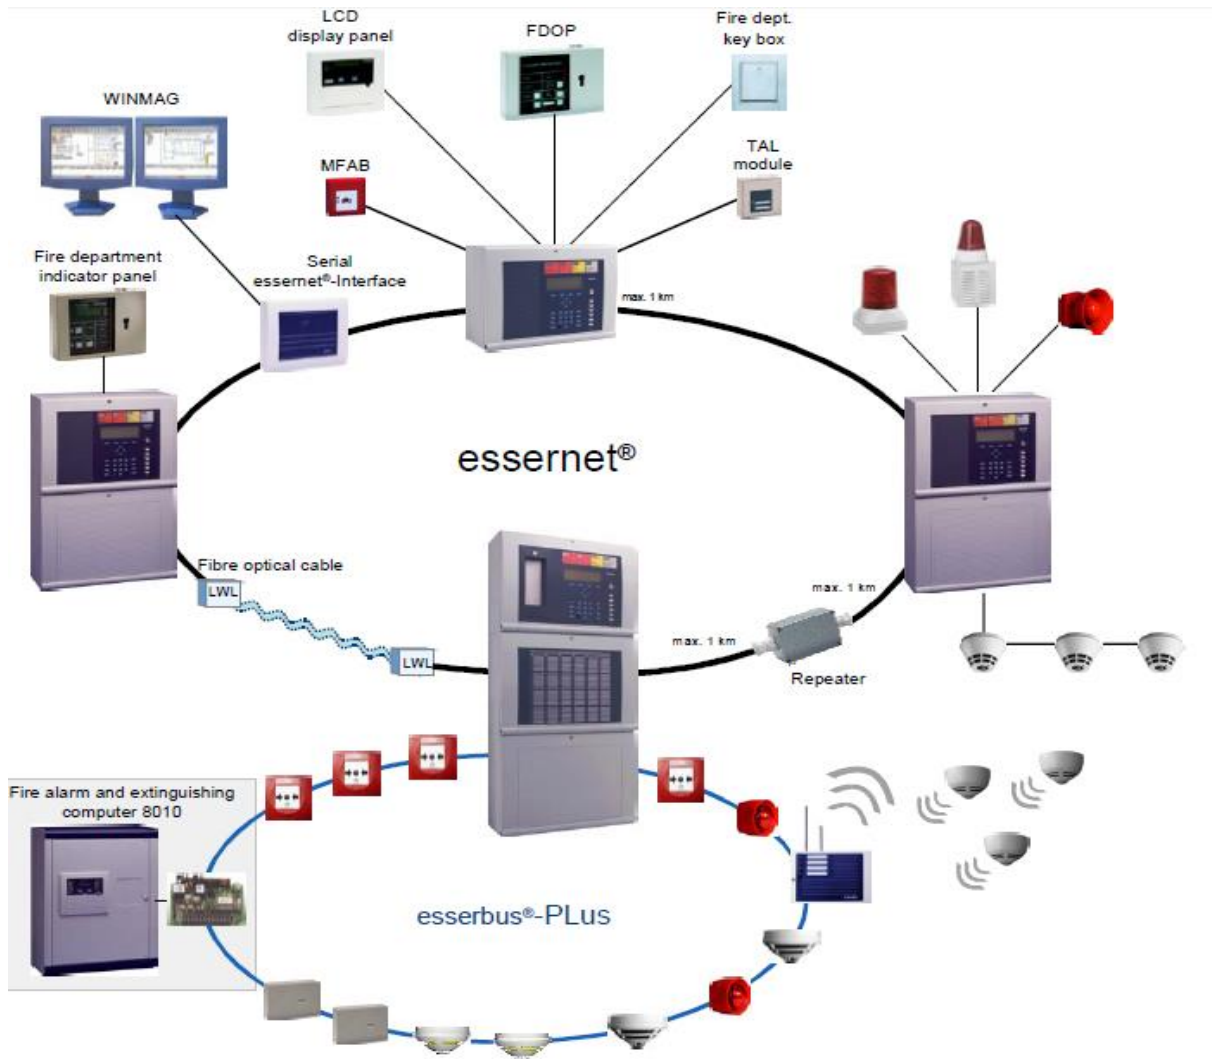 LCD
display panel
FDOP
Fire dept.
key box
WINMAG
MFAB
TAL
module
Fire department
indicator panel
Serial
essernet®-Interface
max. 1 km
essernet®
Fibre optical cable
LWL
LWL
max. 1 km
max. 1 km
Repeater
Fire alarm and extinguishing
computer 8010
esserbus®-PLus